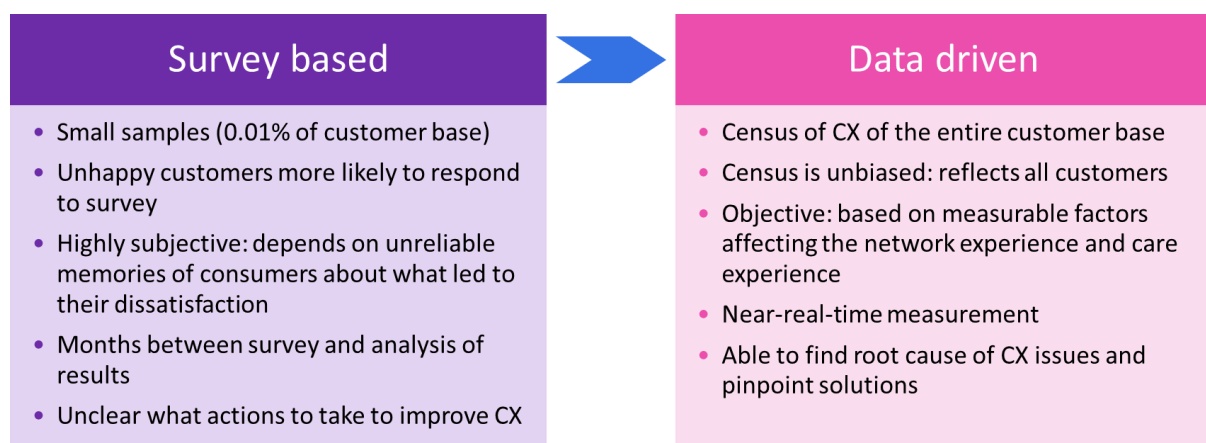 Survey based
• Small samples (0.01% of customer base)
• Unhappy customers more likely to respond
to survey
• Highly subjective: depends on unreliable
memories of consumers about what led to
their dissatisfaction
• Months between survey and analysis of
results
• Unclear what actions to take to improve CX
Data driven
• Census of CX of the entire customer base
• Census is unbiased: reflects all customers
• Objective: based on measurable factors
affecting the network experience and care
experience
• Near-real-time measurement
• Able to find root cause of CX issues and
pinpoint solutions